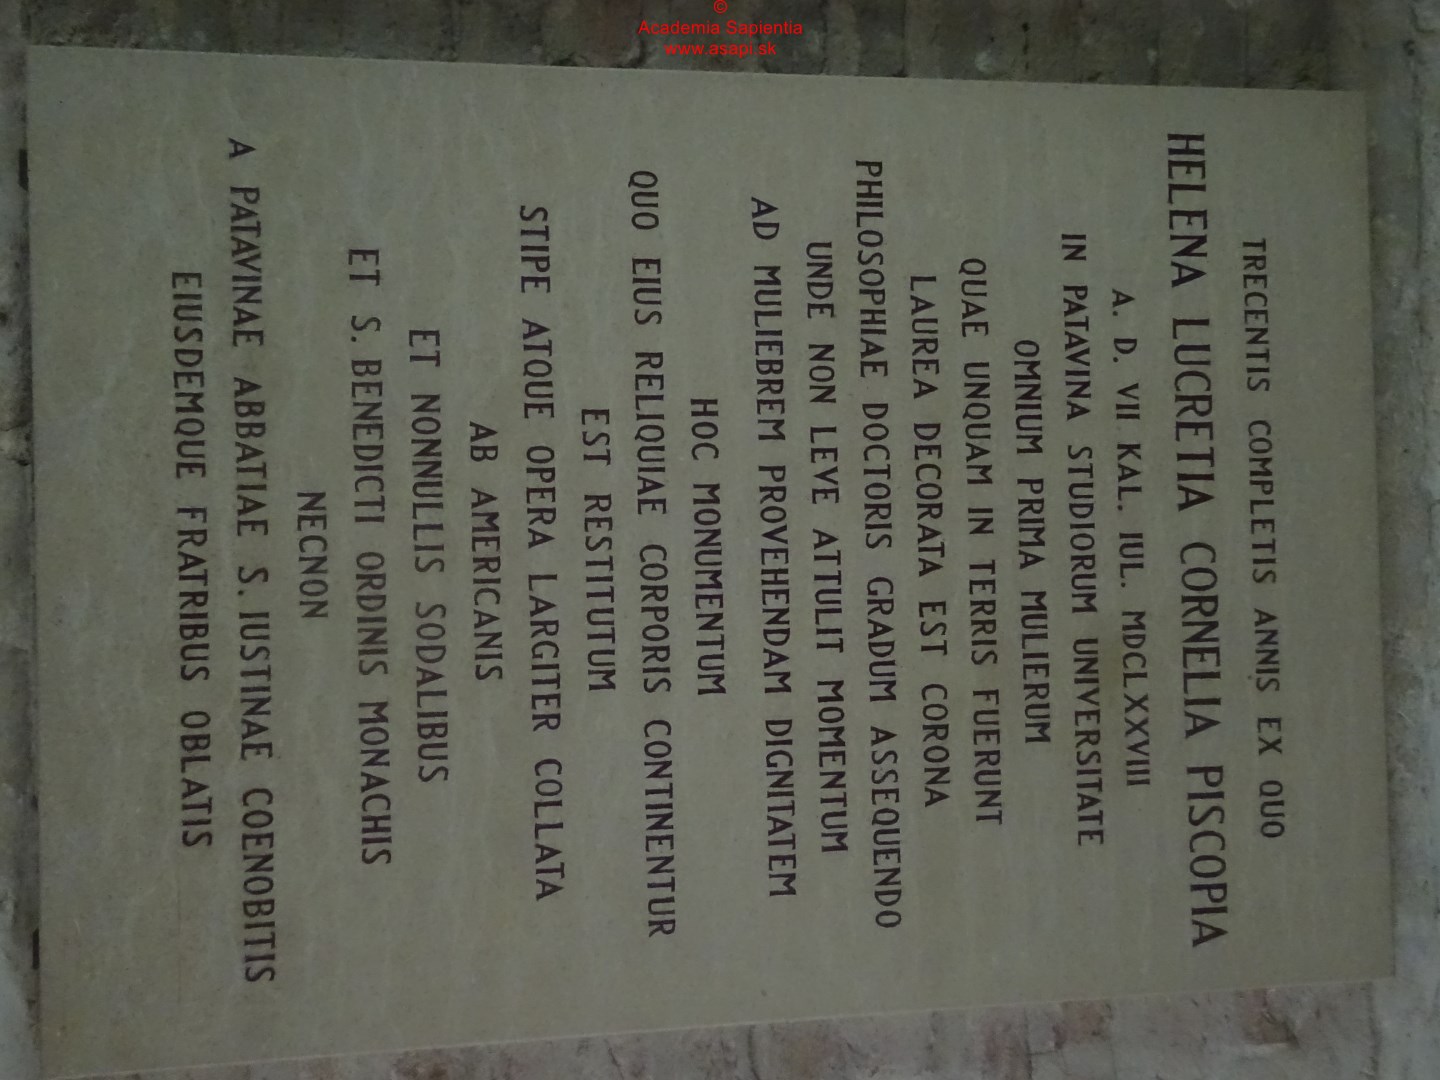 ©
Academia Sapientia
www.asapi.sk
TRECENTIS COMPLETIS ANNIS EX QUO
HELENA LUCRETIA CORNELIA PISCOPIA
A. D. VII KAL. IUL. MDCLXXVIII
IN PATAVINA STUDIORUM UNIVERSITATE
OMNIUM PRIMA MULIERUM
QUAE UNQUAM IN TERRIS FUERUNT
LAUREA DECORATA EST CORONA
PHILOSOPHIAE DOCTORIS GRADUM ASSEQUENDO
UNDE NON LEVE ATTULIT MOMENTUM
AD MULIEBREM PROVEHENDAM DIGNITATEM
HOC MONUMENTUM
QUO EIUS RELIQUIAE CORPORIS CONTINENTUR
EST RESTITUTUM
STIPE ATQUE OPERA LARGITER COLLATA
AB AMERICANIS
ET NONNULLIS SODALIBUS
ET S. BENEDICTI ORDINIS MONACHIS
NECNON
A PATAVINAE ABBATIAE S. IUSTINAE COENOBITIS
EIUSDEMQUE FRATRIBUS OBLATIS